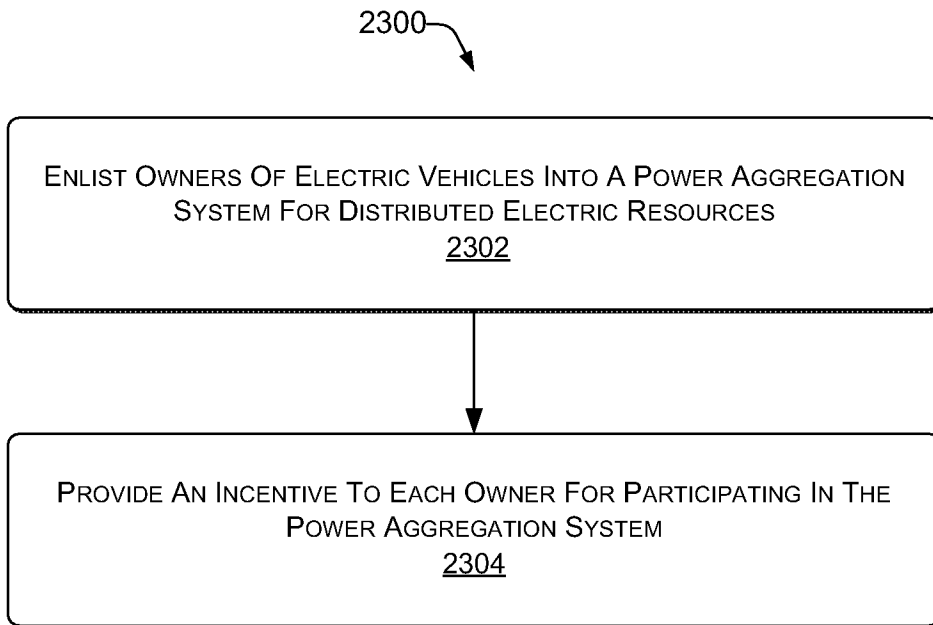 2300
ENLIST OWNERS OF ELECTRIC VEHICLES INTO A POWER AGGREGATION
SYSTEM FOR DISTRIBUTED ELECTRIC RESOURCES
2302
PROVIDE AN INCENTIVE TO EACH OWNER FOR PARTICIPATING IN THE
POWER AGGREGATION SYSTEM
2304